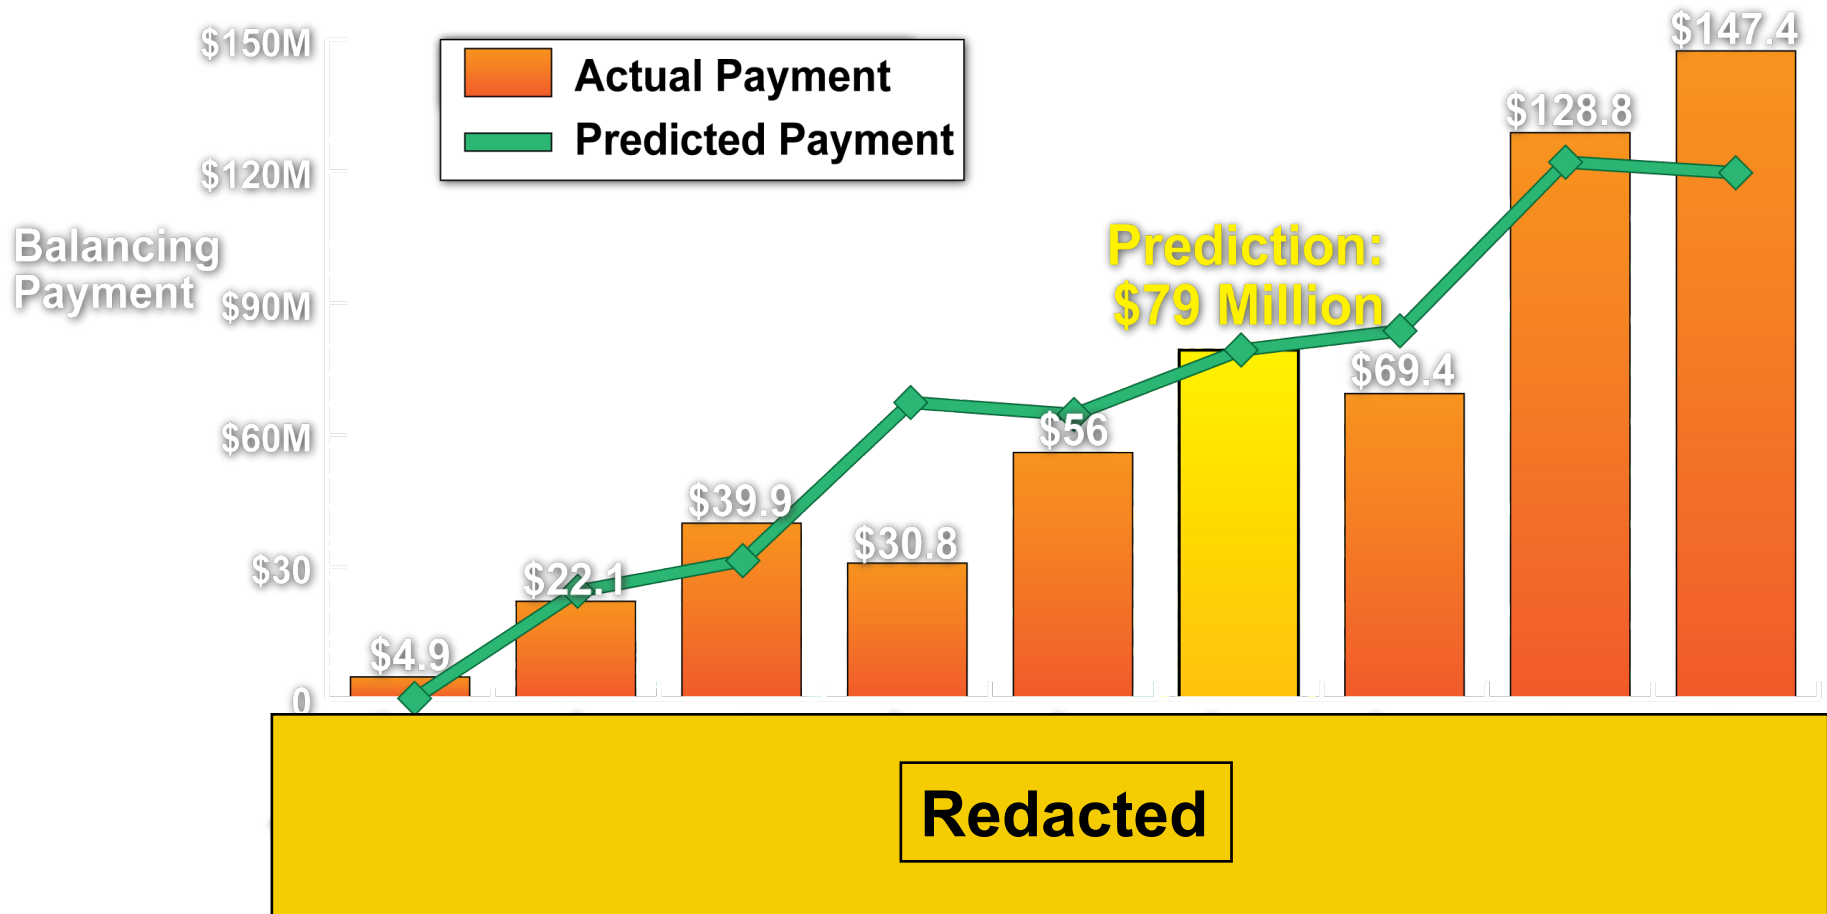 $150M
$120M
$90M
$60M
$30
0
Balancing
Payment
Actual Payment
Predicted Payment
$4.9
$22.1
$39.9
$30.8
$56
Prediction:
$79 Million
$69.4
$128.8
$147.4
Redacted